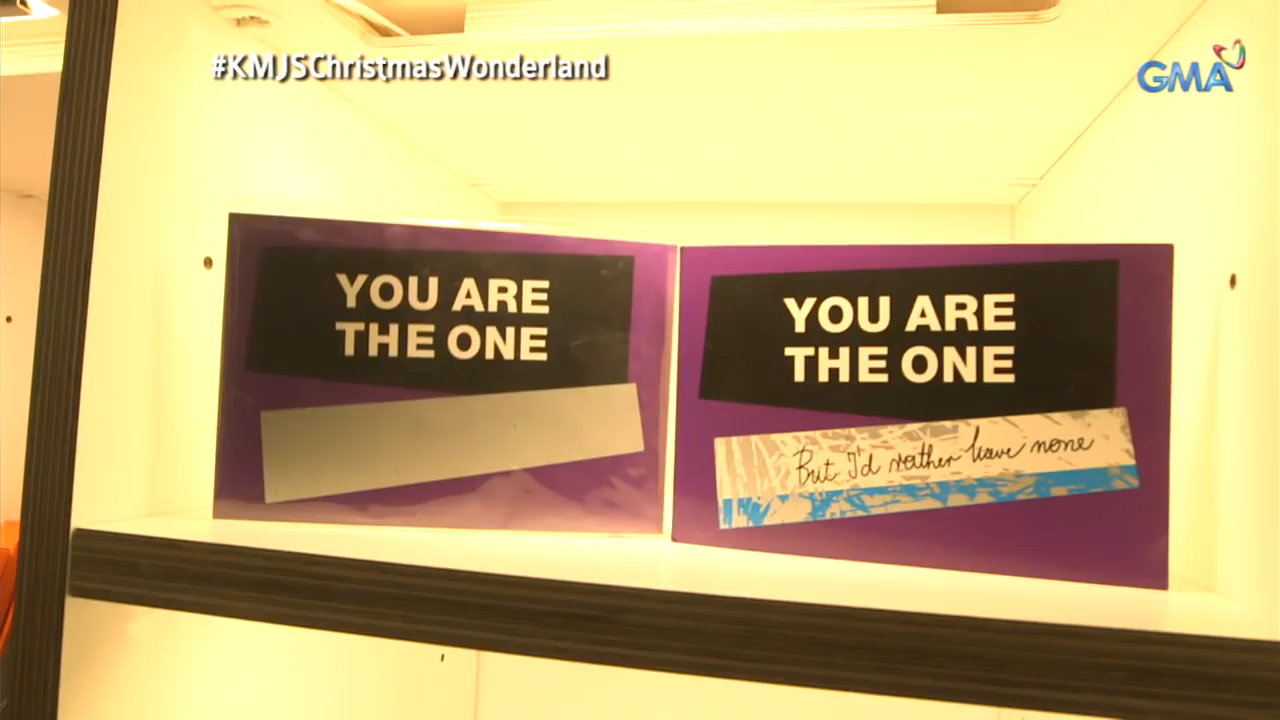 #KMJSChristmasWonderland
GMA
YOU ARE
THE ONE
YOU ARE
THE ONE
But I'd rather have none